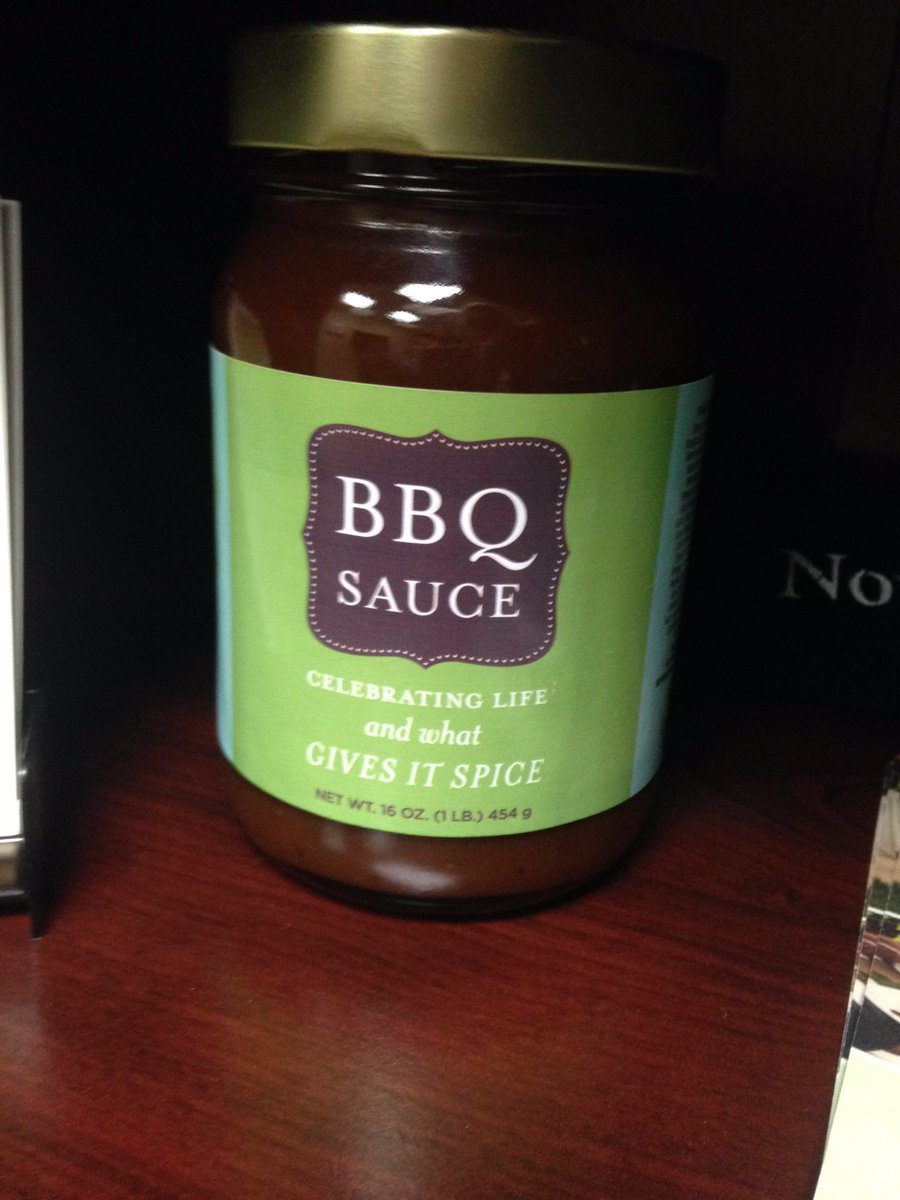 BBQ
SAUCE
CELEBRATING LIFE
and what
GIVES IT SPICE
NET WT. 16 OZ. (1 LB.) 454 g